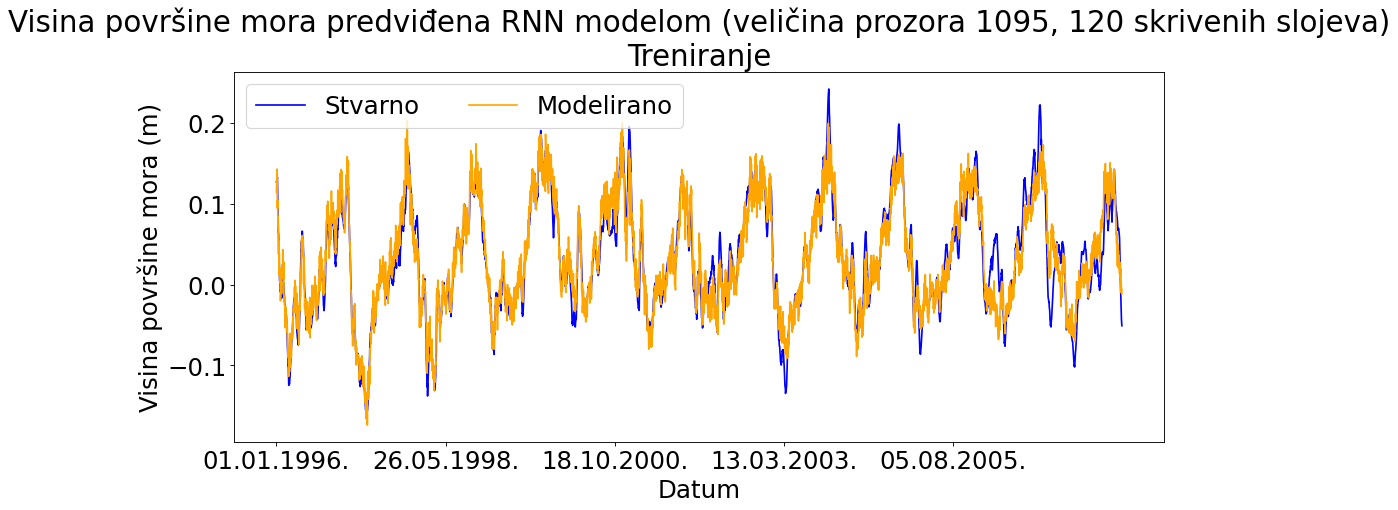 Visina površine mora predviđena RNN modelom (veličina prozora 1095, 120 skrivenih slojeva)
Treniranje
Stvarno
Modelirano
Visina površine mora (m)
0.2
0.1
0.0
−0.1
01.01.1996.
26.05.1998.
18.10.2000.
13.03.2003.
05.08.2005.
Datum